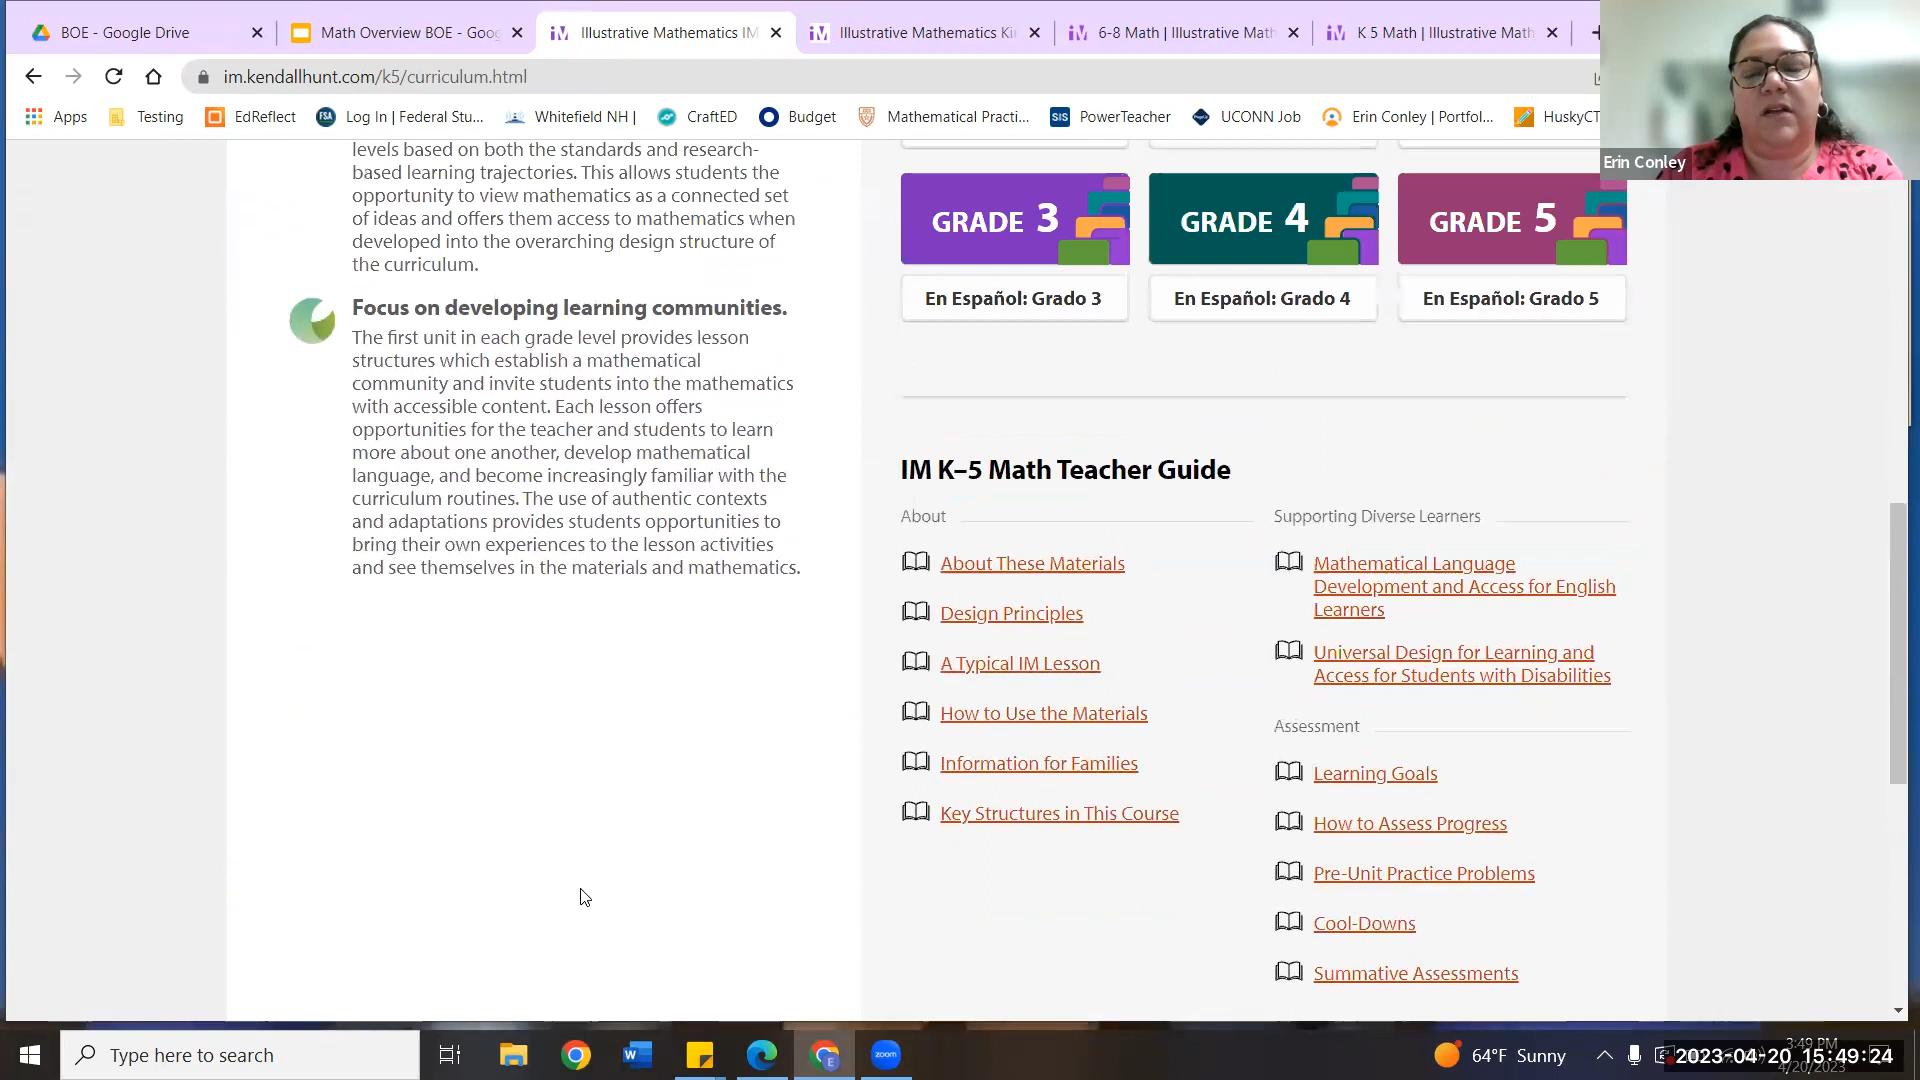 BOE - Google Drive
Math Overview BOE - Goog
Illustrative Mathematics IM
Illustrative Mathematics Ki
6-8 Math | Illustrative Math
K 5 Math | Illustrative Math
im.kendallhunt.com/k5/curriculum.html
Apps
Testing
EdReflect
Log In | Federal Stu...
Whitefield NH |
CraftED
Budget
Mathematical Practi...
PowerTeacher
UCONN Job
Erin Conley | Portfol...
HuskyCT
Erin Conley
levels based on both the standards and research-
based learning trajectories. This allows students the
opportunity to view mathematics as a connected set
of ideas and offers them access to mathematics when
developed into the overarching design structure of
the curriculum.
Focus on developing learning communities.
The first unit in each grade level provides lesson
structures which establish a mathematical
community and invite students into the mathematics
with accessible content. Each lesson offers
opportunities for the teacher and students to learn
more about one another, develop mathematical
language, and become increasingly familiar with the
curriculum routines. The use of authentic contexts
and adaptations provides students opportunities to
bring their own experiences to the lesson activities
and see themselves in the materials and mathematics.
GRADE 3
GRADE 4
GRADE 5
En Español: Grado 3
En Español: Grado 4
En Español: Grado 5
IM K–5 Math Teacher Guide
About
About These Materials
Design Principles
A Typical IM Lesson
How to Use the Materials
Information for Families
Key Structures in This Course
Supporting Diverse Learners
Mathematical Language
Development and Access for English
Learners
Universal Design for Learning and
Access for Students with Disabilities
Assessment
Learning Goals
How to Assess Progress
Pre-Unit Practice Problems
Cool-Downs
Summative Assessments
Type here to search
zoom
64°F Sunny
3:49 PM
2023-04-20 15:49:24
4/20/2023